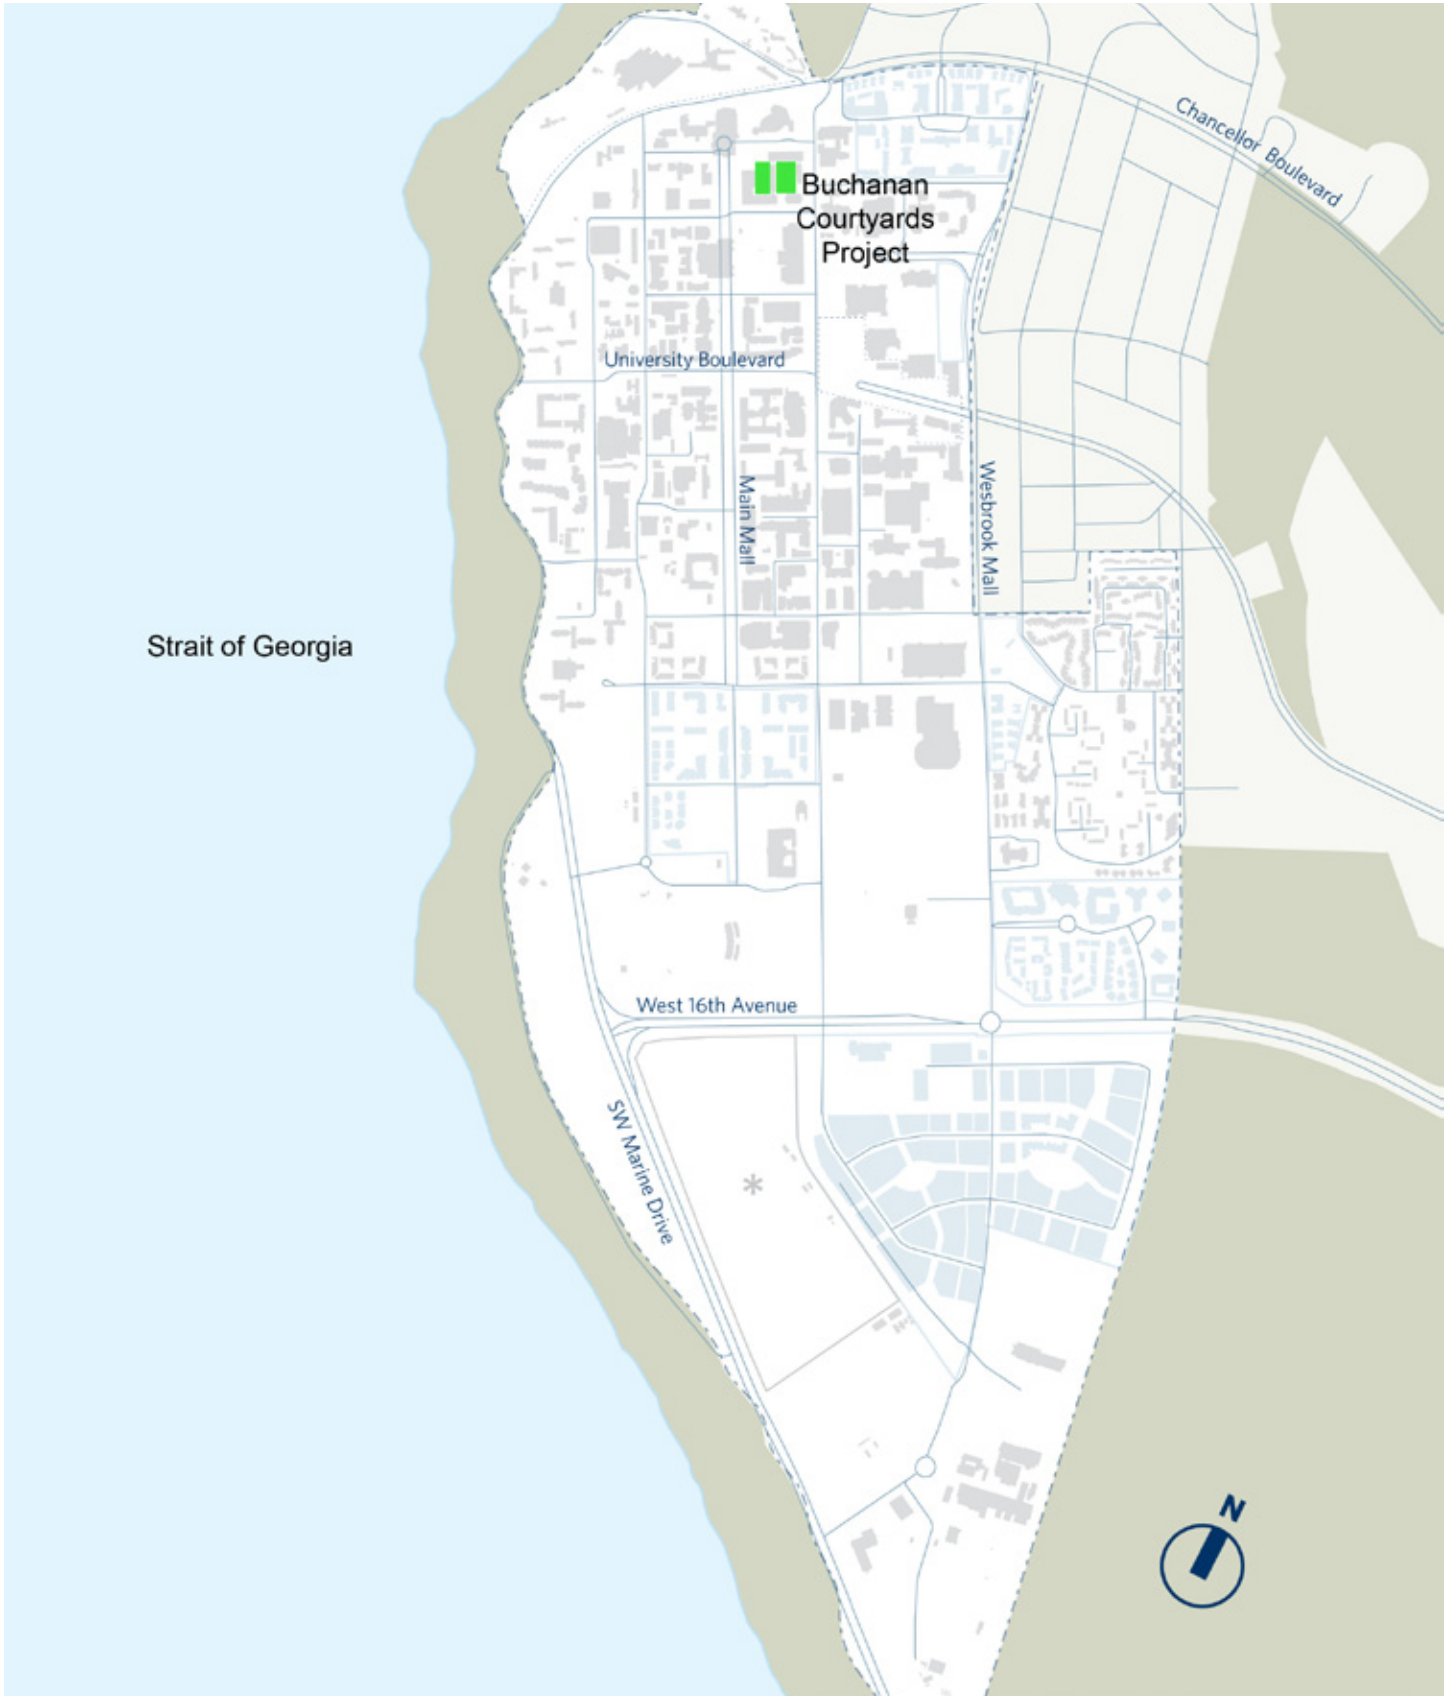 Chancellor Boulevard
Buchanan
Courtyards
Project
University Boulevard
Main Mall
Wesbrook Mall
Strait of Georgia
West 16th Avenue
SW Marine Drive
*
N